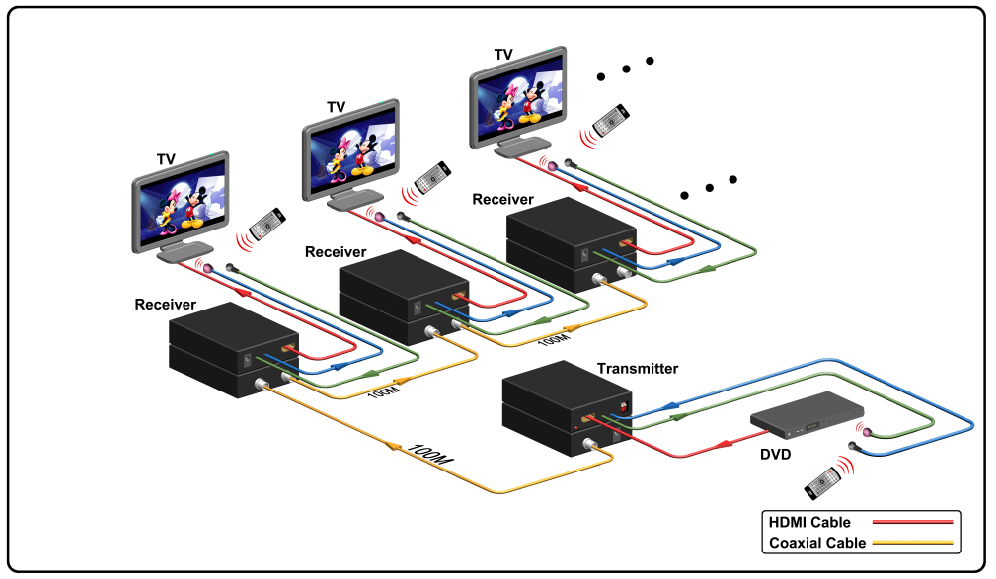 TV
TV
TV
Receiver
Receiver
Receiver
100M
100M
100M
Transmitter
DVD
HDMI Cable
Coaxial Cable